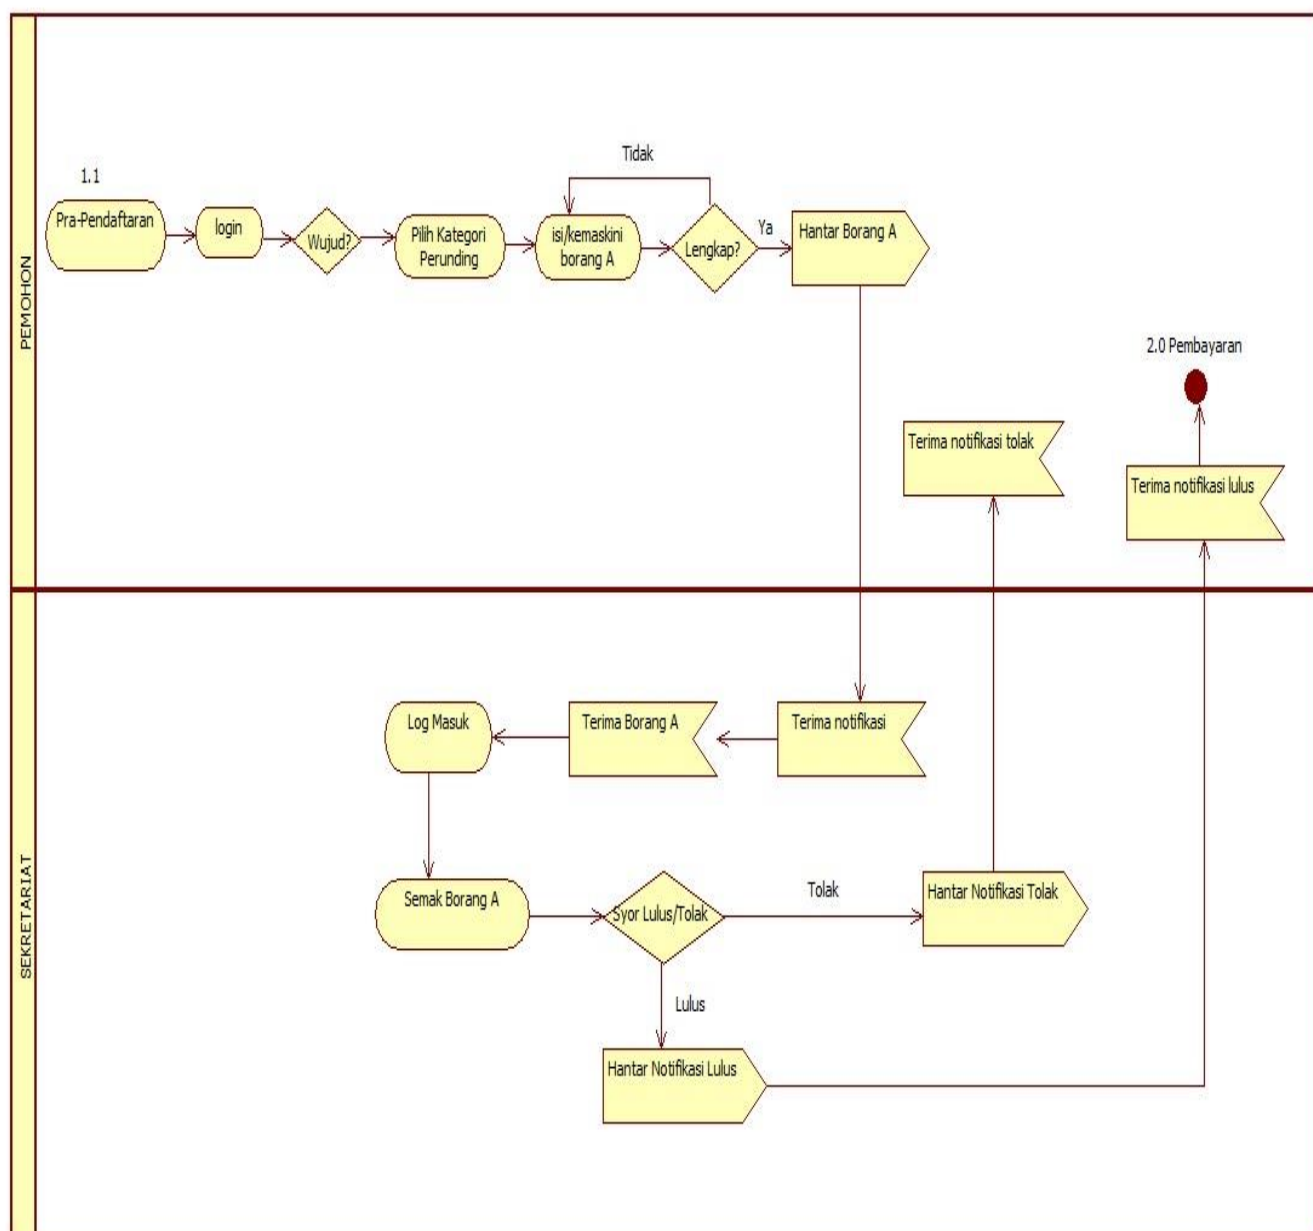 PEMOHON
1.1
Pra-Pendaftaran
login
Wujud?
Pilih Kategori
Perunding
isi/kemaskini
borang A
Tidak
Lengkap?
Ya
Hantar Borang A
2.0 Pembayaran
Terima notifikasi tolak
Terima notifikasi lulus
SEKRETARIAT
Log Masuk
Terima Borang A
Terima notifikasi
Semak Borang A
Syor Lulus/Tolak
Tolak
Hantar Notifikasi Tolak
Lulus
Hantar Notifikasi Lulus